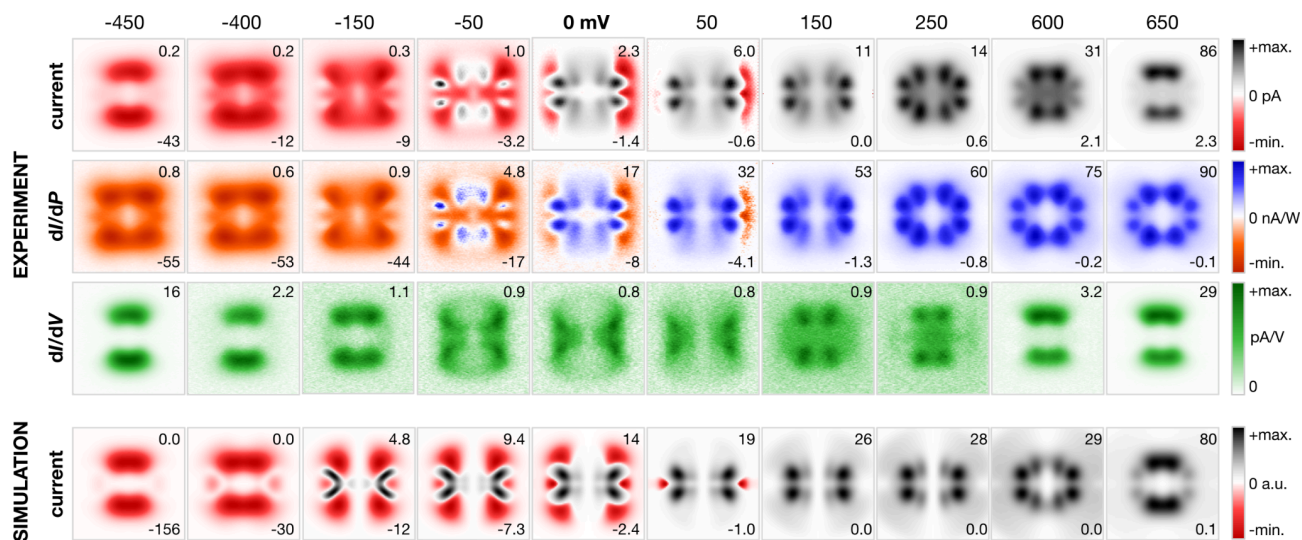 -450 -400 -150 -50 0 mV 50 150 250 600 650
EXPERIMENT
current
0.2 0.2 0.3 1.0 2.3 6.0 11 14 31 86
-43 -12 -9 -3.2 -1.4 -0.6 0.0 0.6 2.1 2.3
+max.
0 pA
-min.
dI/dP
0.8 0.6 0.9 4.8 17 32 53 60 75 90
-55 -53 -44 -17 -8 -4.1 -1.3 -0.8 -0.2 -0.1
+max.
0 nA/W
-min.
dI/dV
16 2.2 1.1 0.9 0.8 0.8 0.9 0.9 3.2 29
+max.
pA/V
0
SIMULATION
current
0.0 0.0 4.8 9.4 14 19 26 28 29 80
-156 -30 -12 -7.3 -2.4 -1.0 0.0 0.0 0.0 0.1
+max.
0 a.u.
-min.